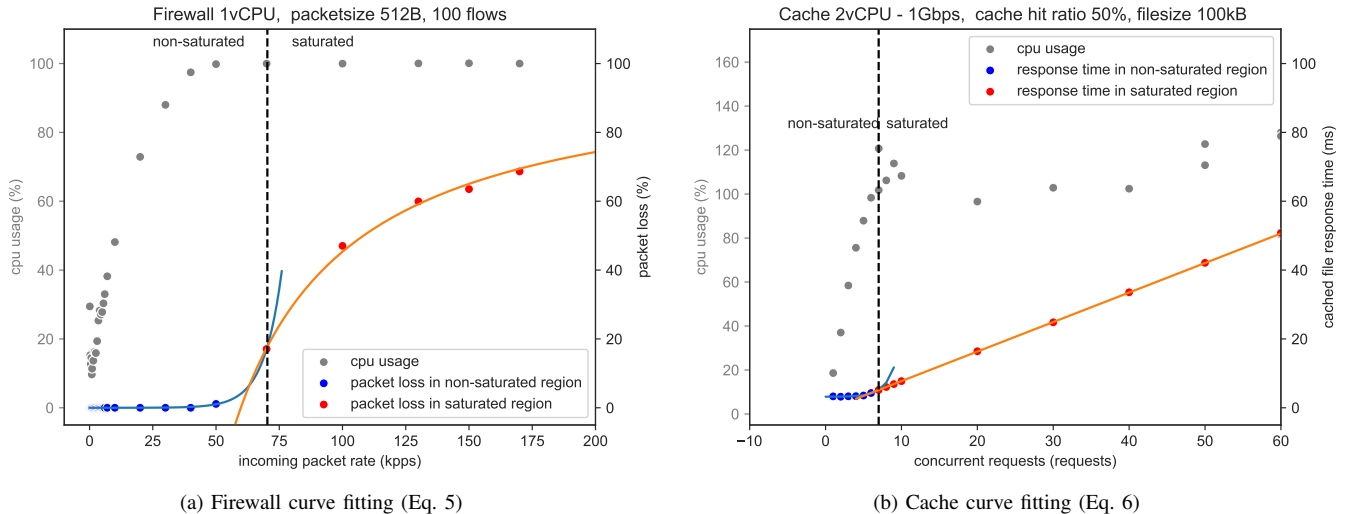 Firewall 1vCPU, packetsize 512B, 100 flows
non-saturated
saturated
100
80
60
40
20
0
cpu usage (%)
100
80
60
40
20
0
packet loss (%)
cpu usage
packet loss in non-saturated region
packet loss in saturated region
0 25 50 75 100 125 150 175 200
incoming packet rate (kpps)
(a) Firewall curve fitting (Eq. 5)
Cache 2vCPU - 1Gbps, cache hit ratio 50%, filesize 100kB
cpu usage
response time in non-saturated region
response time in saturated region
non-saturated
saturated
160
140
120
100
80
60
40
20
0
cpu usage (%)
100
80
60
40
20
0
cached file response time (ms)
−10 0 10 20 30 40 50 60
concurrent requests (requests)
(b) Cache curve fitting (Eq. 6)